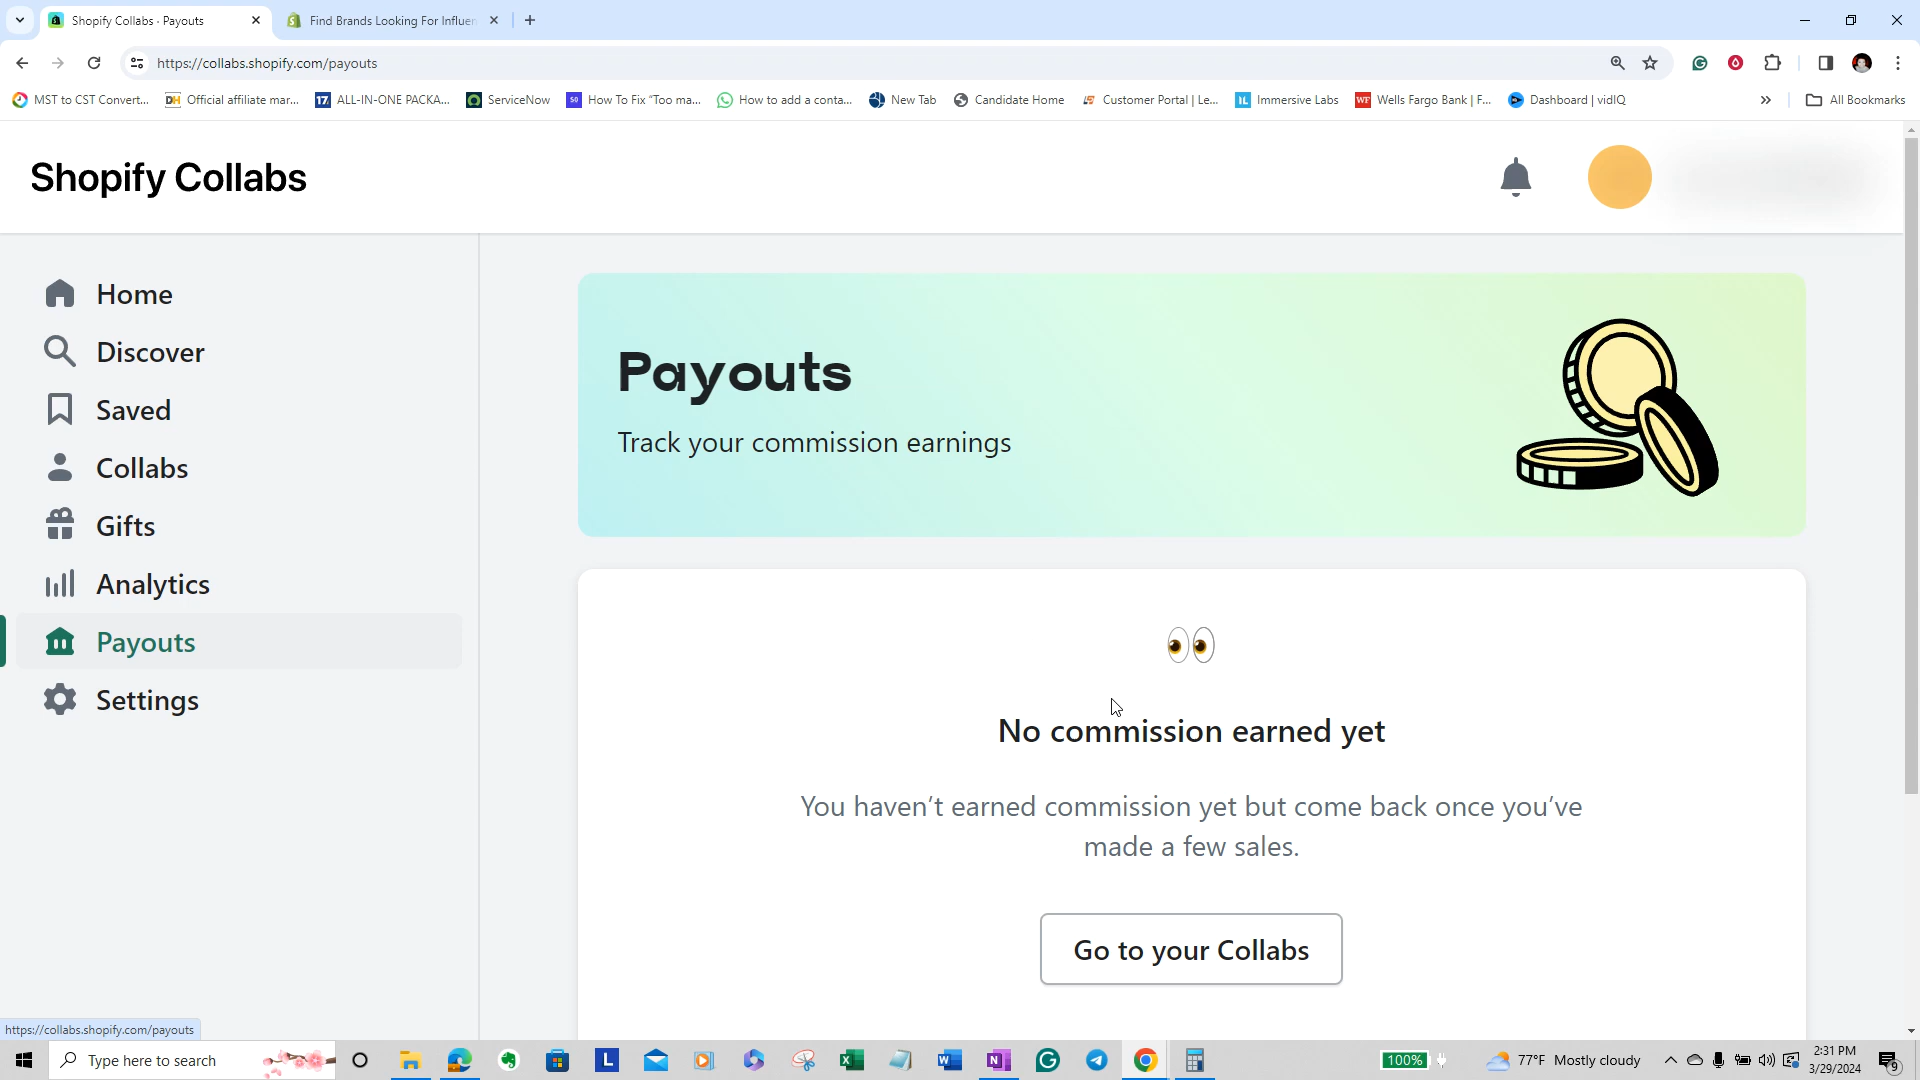 Shopify Collabs · Payouts
Find Brands Looking For Influen
https://collabs.shopify.com/payouts
MST to CST Convert...
DH Official affiliate mar...
17 ALL-IN-ONE PACKA...
ServiceNow
How To Fix “Too ma...
How to add a conta...
New Tab
Candidate Home
Customer Portal | Le...
IL Immersive Labs
WF Wells Fargo Bank | F...
Dashboard | vidIQ
» All Bookmarks
Shopify Collabs
Home
Discover
Saved
Collabs
Gifts
Analytics
Payouts
Settings
Payouts
Track your commission earnings
No commission earned yet
You haven’t earned commission yet but come back once you’ve
made a few sales.
Go to your Collabs
https://collabs.shopify.com/payouts
Type here to search
L
100%
77°F Mostly cloudy
2:31 PM
3/29/2024
9